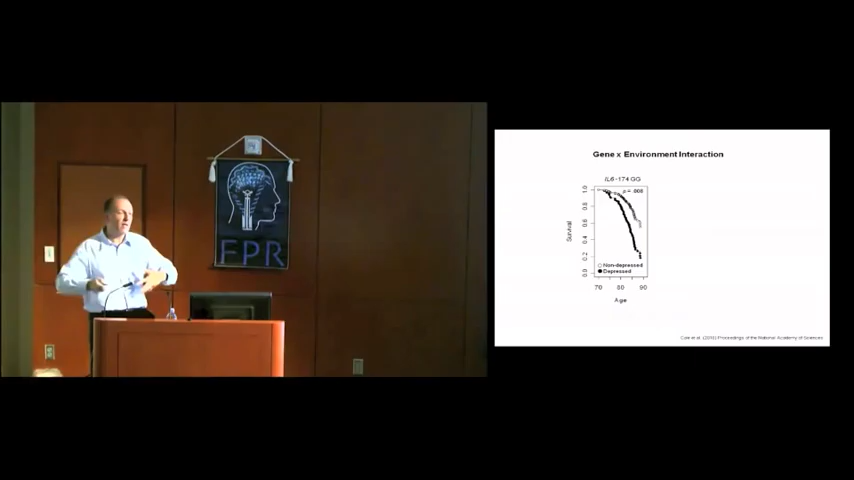 FPR
Gene x Environment Interaction
IL6 -174 GG
p = .008
Survival
1.0
0.8
0.6
0.4
0.2
0.0
Non-depressed
Depressed
70 80 90
Age
Cole et al. (2010) Proceedings of the National Academy of Sciences